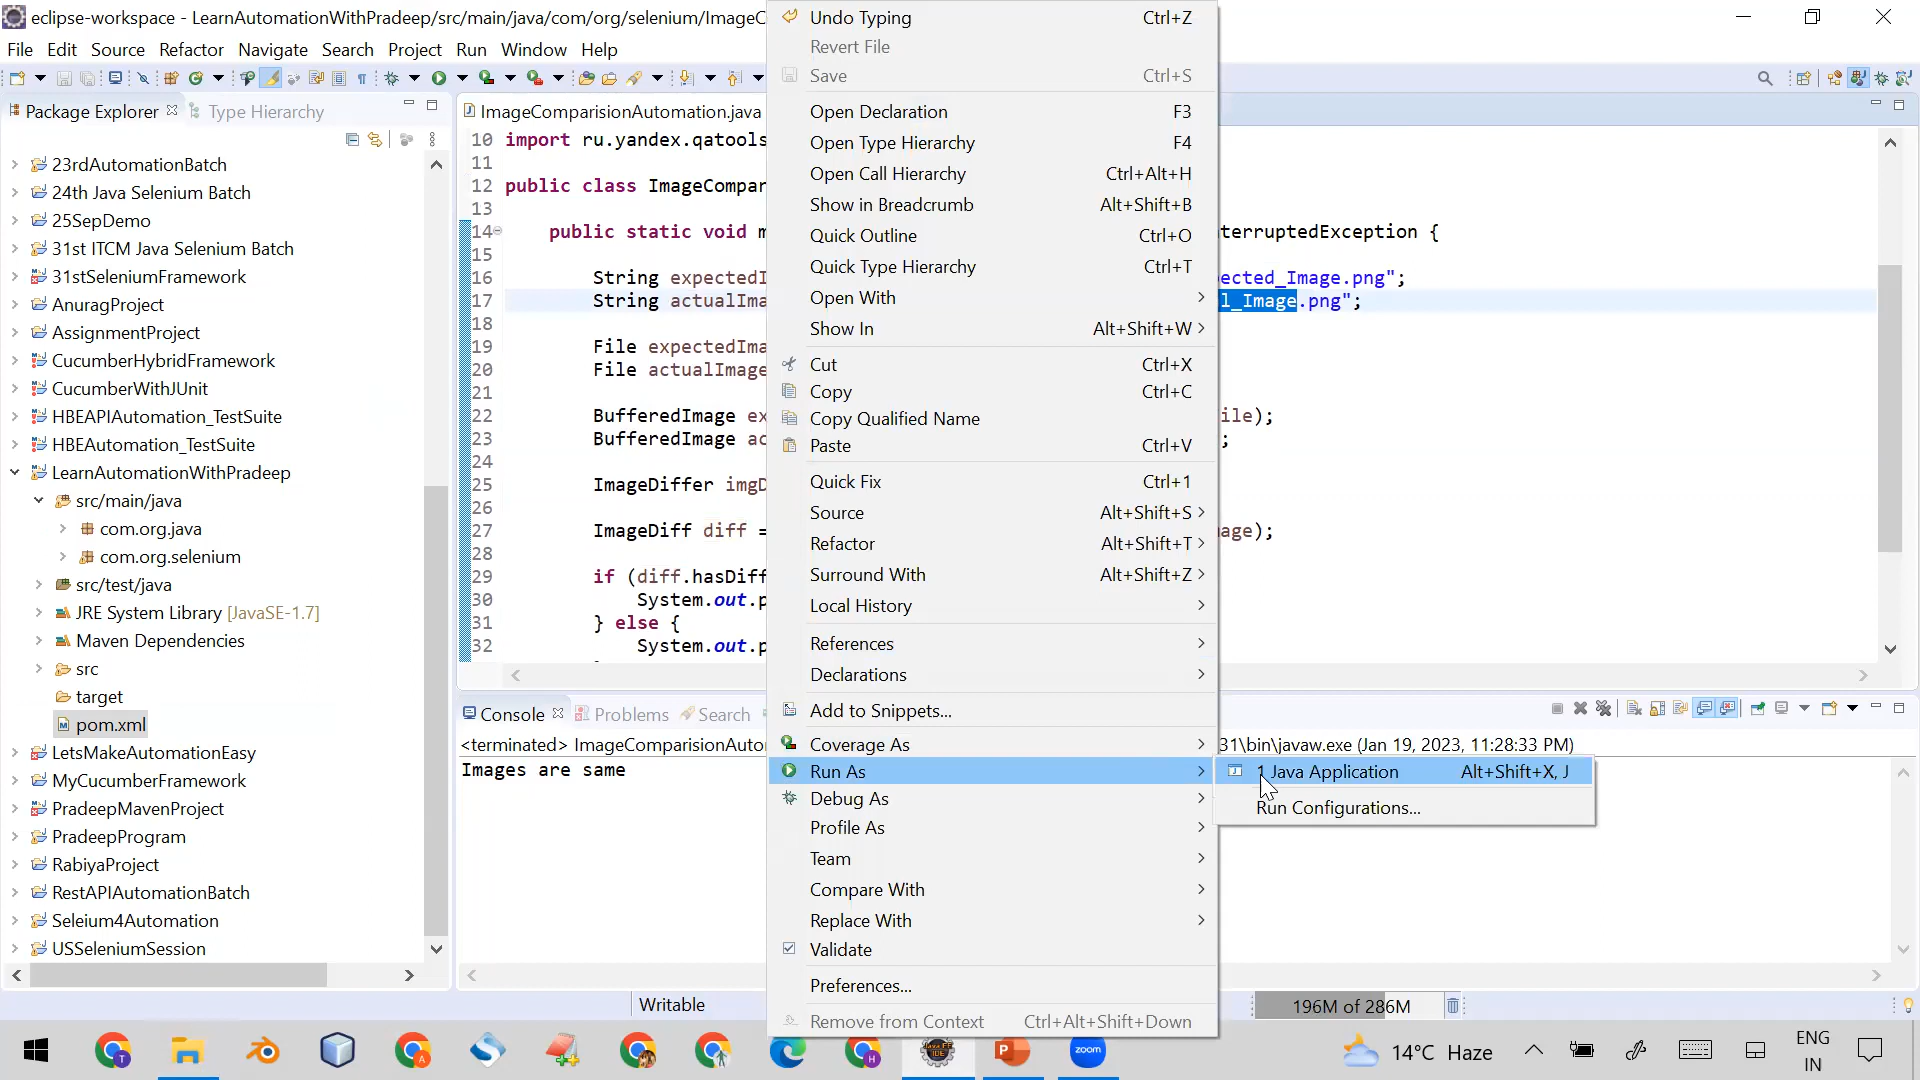 eclipse-workspace - LearnAutomationWithPradeep/src/main/java/com/org/selenium/ImageC
File Edit Source Refactor Navigate Search Project Run Window Help
Package Explorer
Type Hierarchy
23rdAutomationBatch
24th Java Selenium Batch
25SepDemo
31st ITCM Java Selenium Batch
31stSeleniumFramework
AnuragProject
AssignmentProject
CucumberHybridFramework
CucumberWithJUnit
HBEAPIAutomation_TestSuite
HBEAutomation_TestSuite
LearnAutomationWithPradeep
src/main/java
com.org.java
com.org.selenium
src/test/java
JRE System Library [JavaSE-1.7]
Maven Dependencies
src
target
pom.xml
LetsMakeAutomationEasy
MyCucumberFramework
PradeepMavenProject
PradeepProgram
RabiyaProject
RestAPIAutomationBatch
Seleium4Automation
USSeleniumSession
ImageComparisionAutomation.java
10 import ru.yandex.qatools
11
12 public class ImageCompar
13
14 public static void m terruptedException {
15
16 String expectedI ected_Image.png";
17 String actualIma l_Image.png";
18
19 File expectedIma
20 File actualImage
21
22 BufferedImage ex ile);
23 BufferedImage ac ;
24
25 ImageDiffer imgD
26
27 ImageDiff diff = age);
28
29 if (diff.hasDiff
30 System.out.p
31 } else {
32 System.out.p
Undo Typing Ctrl+Z
Revert File
Save Ctrl+S
Open Declaration F3
Open Type Hierarchy F4
Open Call Hierarchy Ctrl+Alt+H
Show in Breadcrumb Alt+Shift+B
Quick Outline Ctrl+O
Quick Type Hierarchy Ctrl+T
Open With
Show In Alt+Shift+W
Cut Ctrl+X
Copy Ctrl+C
Copy Qualified Name
Paste Ctrl+V
Quick Fix Ctrl+1
Source Alt+Shift+S
Refactor Alt+Shift+T
Surround With Alt+Shift+Z
Local History
References
Declarations
Add to Snippets...
Coverage As
Run As
Debug As
Profile As
Team
Compare With
Replace With
Validate
Preferences...
Remove from Context Ctrl+Alt+Shift+Down
1 Java Application Alt+Shift+X, J
Run Configurations...
Console Problems Search
<terminated> ImageComparisionAuto 31\bin\javaw.exe (Jan 19, 2023, 11:28:33 PM)
Images are same
Writable
196M of 286M
T
A
H
Java EE
IDE
P
zoom
14°C Haze
ENG
IN